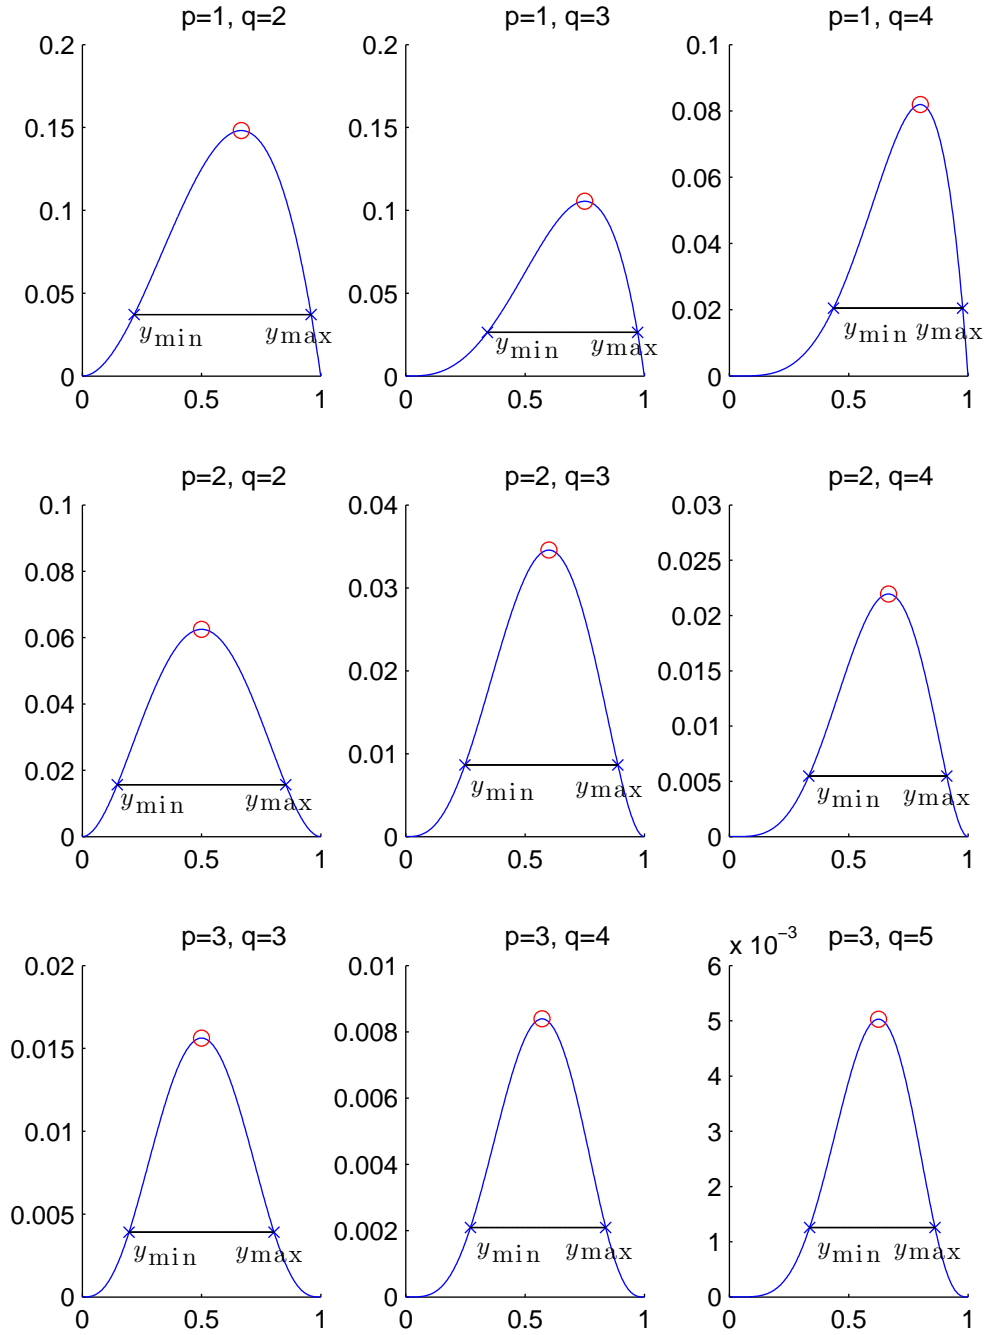 p=1, q=2
0.2
0.15
0.1
0.05
0
0 0.5 1
ymin ymax
p=1, q=3
0.2
0.15
0.1
0.05
0
0 0.5 1
ymin ymax
p=1, q=4
0.1
0.08
0.06
0.04
0.02
0
0 0.5 1
ymin ymax
p=2, q=2
0.1
0.08
0.06
0.04
0.02
0
0 0.5 1
ymin ymax
p=2, q=3
0.04
0.03
0.02
0.01
0
0 0.5 1
ymin ymax
p=2, q=4
0.03
0.025
0.02
0.015
0.01
0.005
0
0 0.5 1
ymin ymax
p=3, q=3
0.02
0.015
0.01
0.005
0
0 0.5 1
ymin ymax
p=3, q=4
0.01
0.008
0.006
0.004
0.002
0
0 0.5 1
ymin ymax
x 10⁻³ p=3, q=5
6
5
4
3
2
1
0
0 0.5 1
ymin ymax